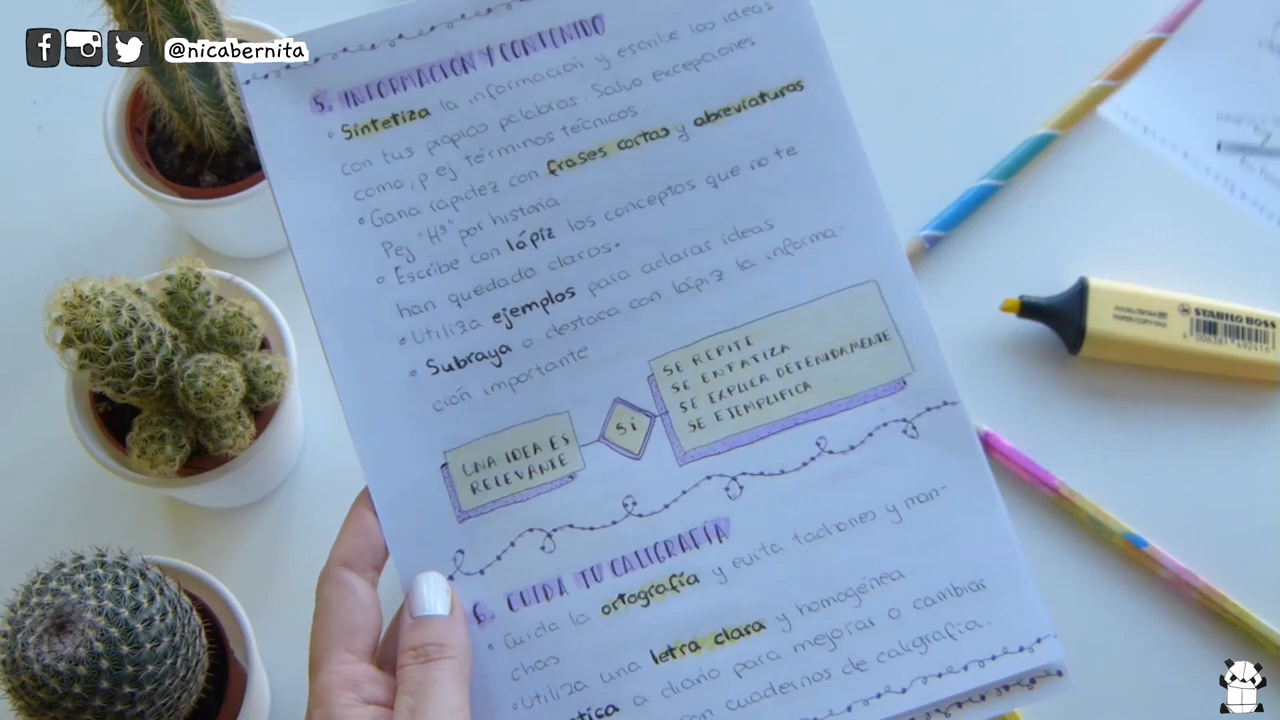 @nicabernita
5. INFORMACIÓN Y CONTENIDO
Sintetiza la información y escribe las ideas
con tus propias palabras. Salvo excepciones
como, p ej términos técnicos
Gana rapidez con frases cortas y abreviaturas
Pej "Hª" por historia
Escribe con lápiz los conceptos que no te
han quedado claros.
Utiliza ejemplos para aclarar ideas
Subraya o destaca con lápiz la informa-
ción importante
UNA IDEA ES
RELEVANTE
SI
SE REPITE
SE ENFATIZA
SE EXPLICA DETENIDAMENTE
SE EJEMPLIFICA
6. CUIDA TU CALIGRAFÍA
Cuida la ortografía y evita tachones y man-
chas.
Utiliza una letra clara y homogénea.
a diario para mejorar o cambiar
cuadernos de caligrafía.
STABILO BOSS